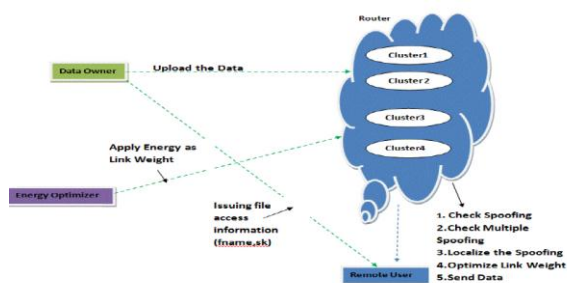 Router
Cluster1
Data Owner
Upload the Data
Cluster2
Cluster3
Apply Energy as
Link Weight
Cluster4
Energy Optimizer
Issuing file
access
information
(fname,sk)
1. Check Spoofing
2.Check Multiple
Spoofing
3.Localize the Spoofing
4.Optimize Link Weight
5.Send Data
Remote User